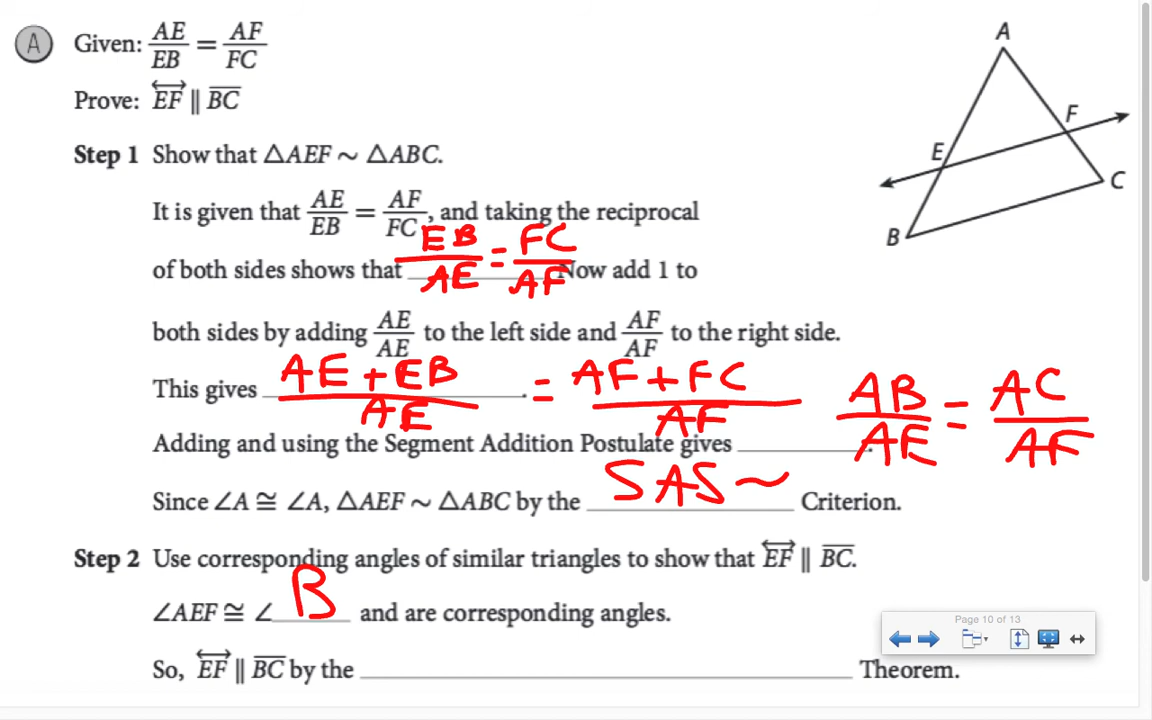 A Given: AE/EB = AF/FC
Prove: EF ∥ BC
Step 1 Show that △AEF ~ △ABC.
It is given that AE/EB = AF/FC, and taking the reciprocal
of both sides shows that EB/AE = FC/AF Now add 1 to
both sides by adding AE/AE to the left side and AF/AF to the right side.
This gives AE+EB/AE . = AF+FC/AF
Adding and using the Segment Addition Postulate gives AB/AE = AC/AF .
Since ∠A ≅ ∠A, △AEF ~ △ABC by the SAS ~ Criterion.
Step 2 Use corresponding angles of similar triangles to show that EF ∥ BC.
∠AEF ≅ ∠ B and are corresponding angles.
So, EF ∥ BC by the Theorem.
A
F
E
C
B
Page 10 of 13